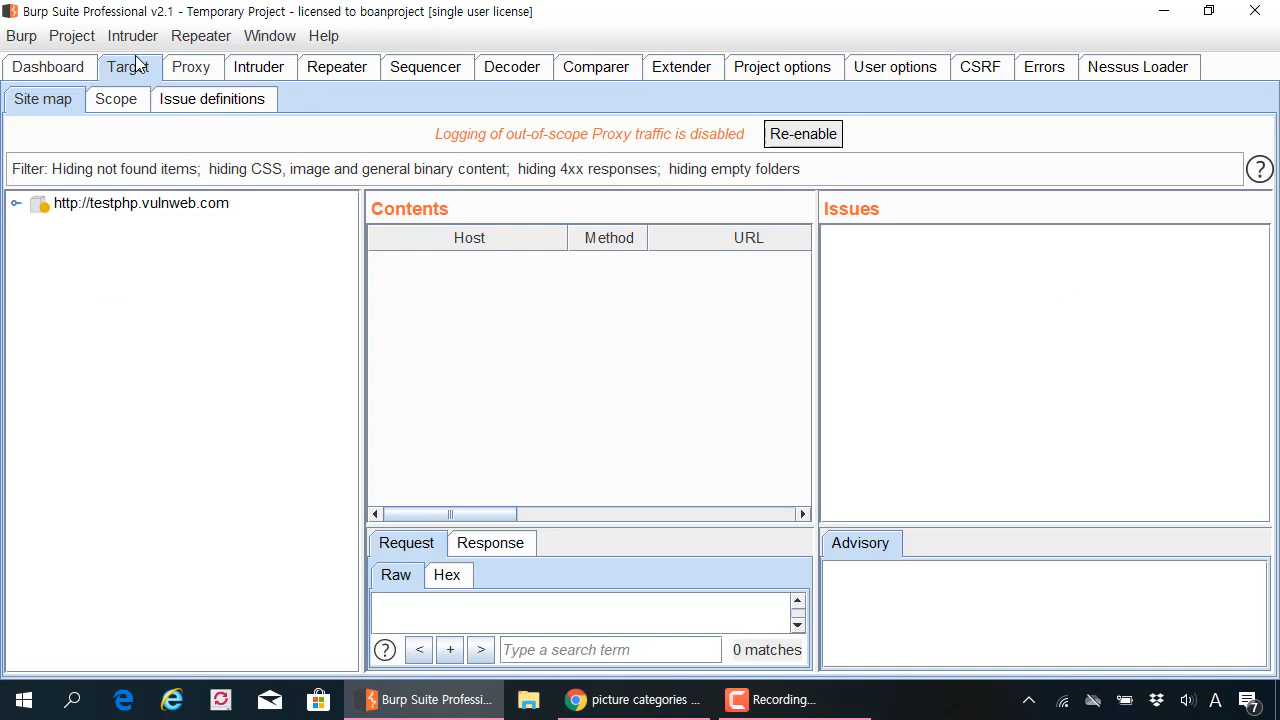 Burp Suite Professional v2.1 - Temporary Project - licensed to boanproject [single user license]
Burp Project Intruder Repeater Window Help
Dashboard Target Proxy Intruder Repeater Sequencer Decoder Comparer Extender Project options User options CSRF Errors Nessus Loader
Site map Scope Issue definitions
Logging of out-of-scope Proxy traffic is disabled Re-enable
Filter: Hiding not found items; hiding CSS, image and general binary content; hiding 4xx responses; hiding empty folders ?
http://testphp.vulnweb.com
Contents
Issues
Host Method URL
Request Response
Advisory
Raw Hex
? < + > Type a search term 0 matches
Burp Suite Professi... picture categories ... Recording... A 7